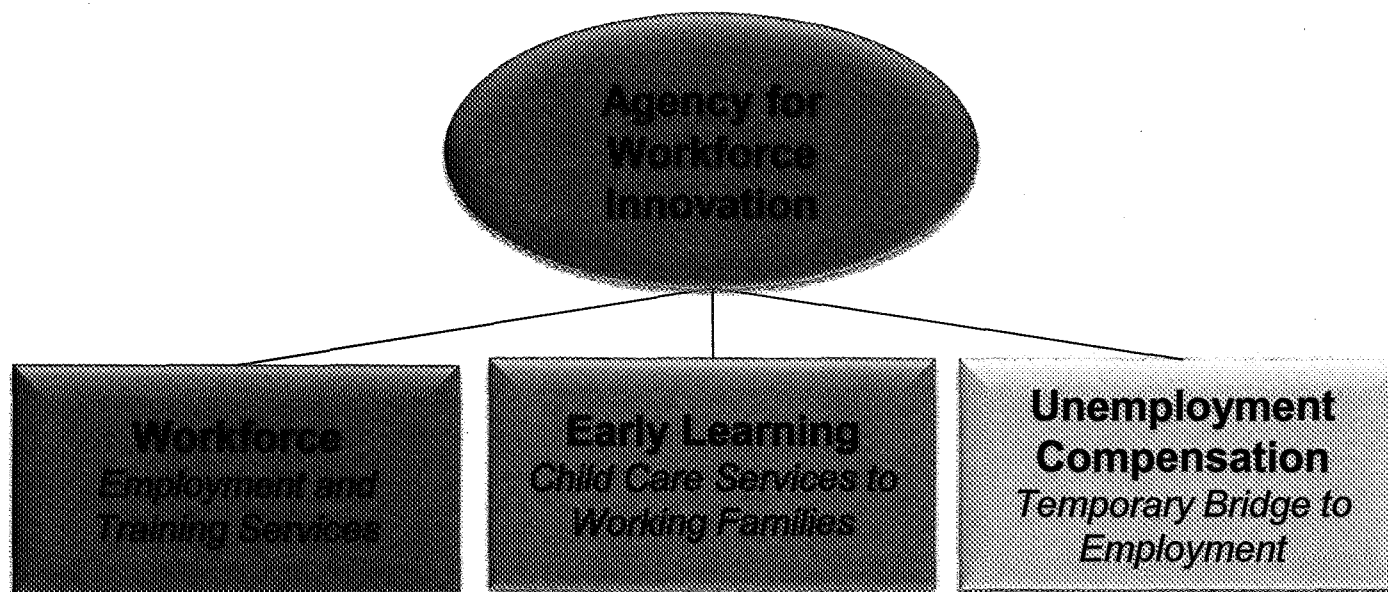 Agency for
Workforce
Innovation
Workforce
Employment and
Training Services
Early Learning
Child Care Services to
Working Families
Unemployment
Compensation
Temporary Bridge to
Employment